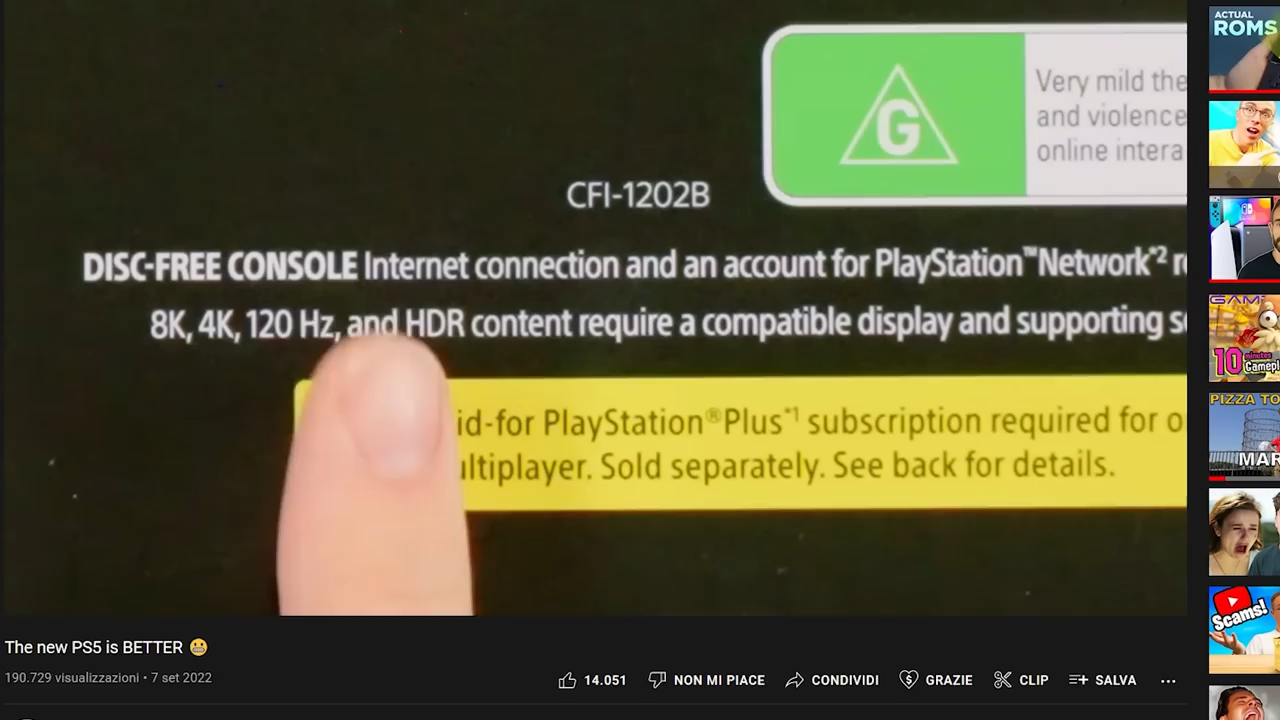 ACTUAL
ROMS
G
Very mild the
and violence
online intera
CFI-1202B
DISC-FREE CONSOLE Internet connection and an account for PlayStation™Network*2 r
8K, 4K, 120 Hz, and HDR content require a compatible display and supporting s
id-for PlayStation®Plus*1 subscription required for o
ultiplayer. Sold separately. See back for details.
GAM
10 minutes
Gamepl
PIZZA TO
MAR
Scams!
The new PS5 is BETTER 😬
190.729 visualizzazioni • 7 set 2022
14.051
NON MI PIACE
CONDIVIDI
GRAZIE
CLIP
SALVA